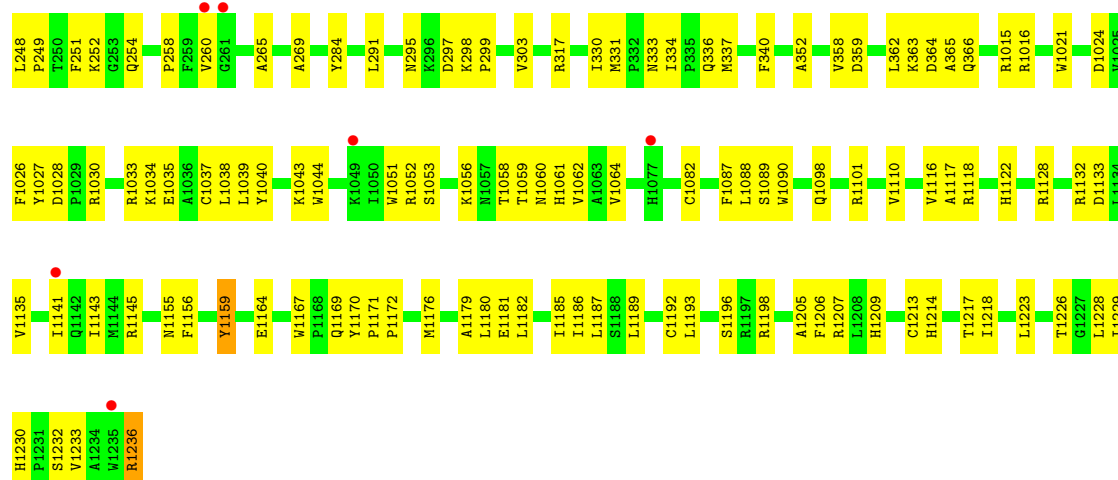 L248 P249 T250 F251 K252 G253 Q254 P258 F259 V260 G261 A265 A269 Y284 L291 N295 K296 D297 K298 P299 V303 R317 I330 M331 P332 N333 I334 P335 Q336 M337 F340 A352 V358 D359 L362 K363 D364 A365 Q366 R1015 R1016 W1021 D1024 V1025
F1026 Y1027 D1028 P1029 R1030 R1033 K1034 E1035 A1036 C1037 L1038 L1039 Y1040 K1043 W1044 K1049 I1050 W1051 R1052 S1053 K1056 N1057 T1058 T1059 N1060 H1061 V1062 A1063 V1064 H1077 C1082 F1087 L1088 S1089 W1090 Q1098 R1101 V1110 V1116 A1117 R1118 H1122 R1128 R1132 D1133 L1134
V1135 I1141 Q1142 I1143 M1144 R1145 N1155 F1156 Y1159 E1164 W1167 P1168 Q1169 Y1170 P1171 P1172 M1176 A1179 L1180 E1181 L1182 I1185 I1186 L1187 S1188 L1189 C1192 L1193 S1196 R1197 R1198 A1205 F1206 R1207 L1208 H1209 C1213 H1214 T1217 I1218 L1223 T1226 G1227 L1228
H1230 P1231 S1232 V1233 A1234 W1235 R1236